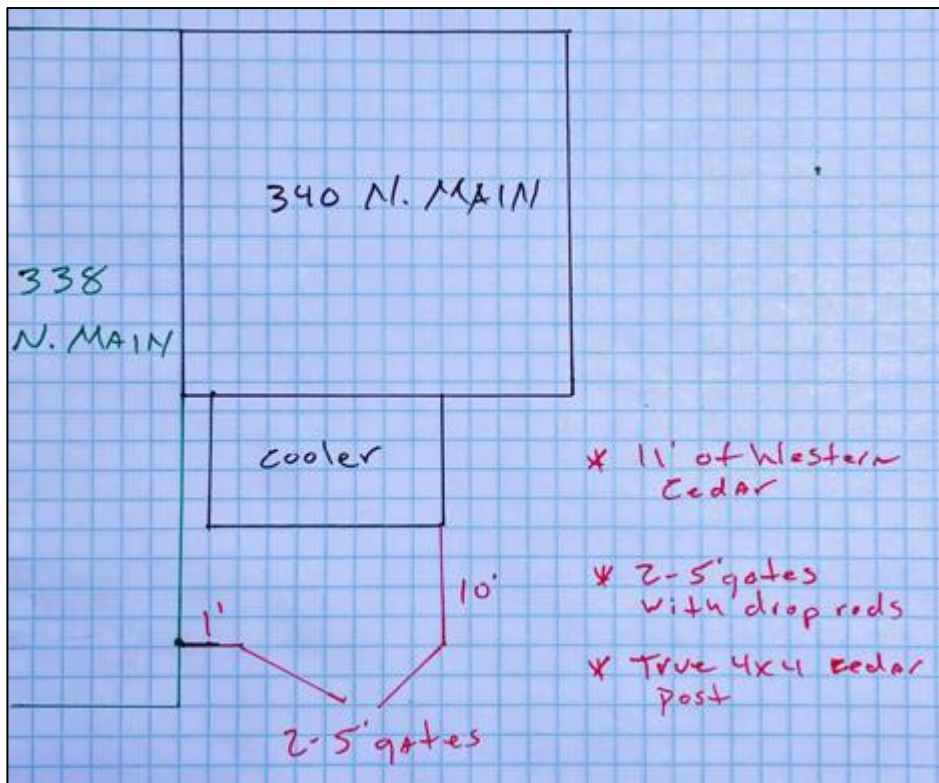 340 N. MAIN
338
N. MAIN
cooler
* 11' of Western
Cedar
10'
* 2-5' gates
with drop rods
1'
* True 4x4 cedar
post
2-5' gates